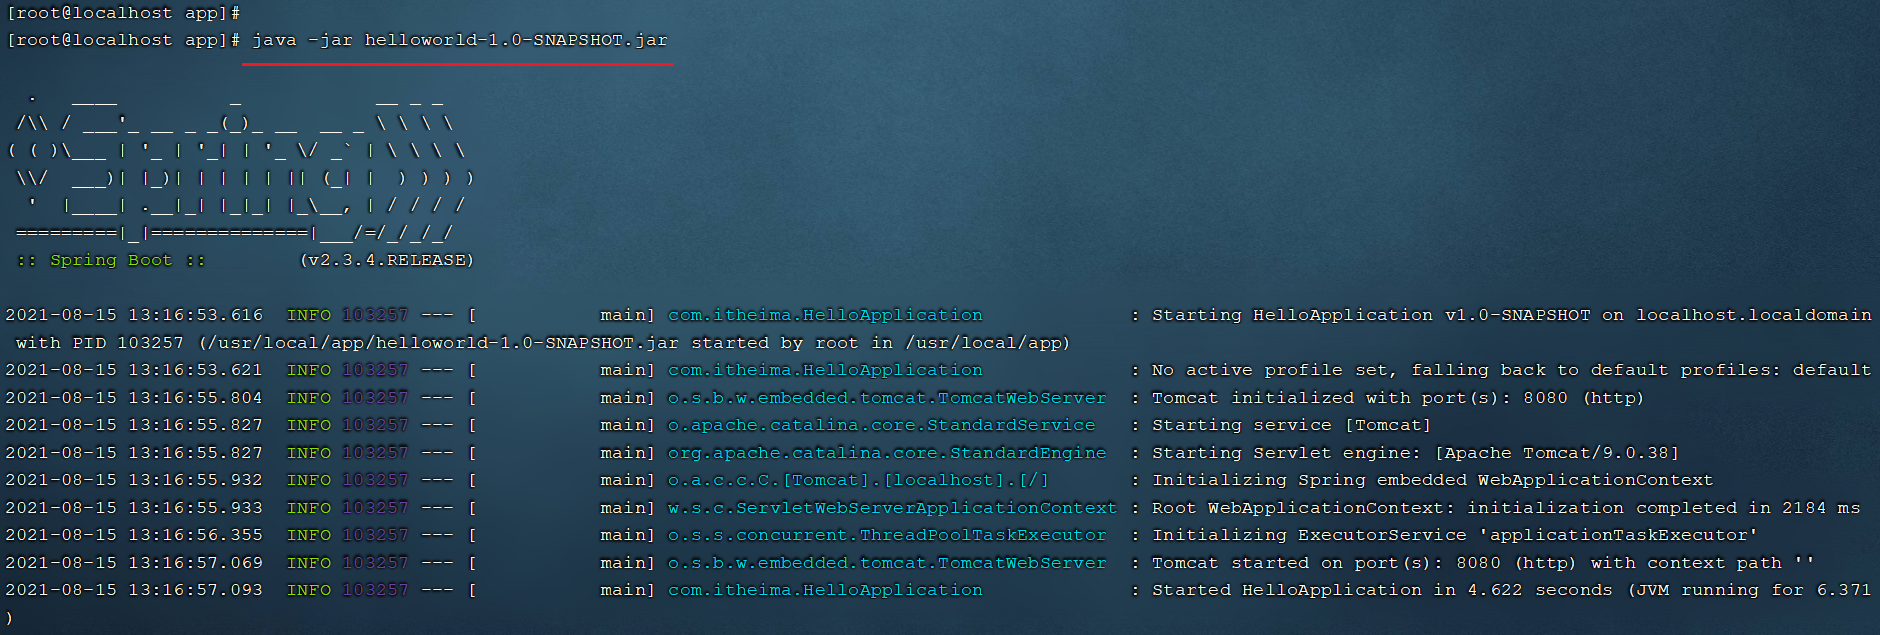 [root@localhost app]#
[root@localhost app]# java -jar helloworld-1.0-SNAPSHOT.jar
  .   ____          _            __ _ _
 /\\ / ___'_ __ _ _(_)_ __  __ _ \ \ \ \
( ( )\___ | '_ | '_| | '_ \/ _` | \ \ \ \
 \\/  ___)| |_)| | | | | || (_| |  ) ) ) )
  '  |____| .__|_| |_|_| |_\__, | / / / /
 =========|_|==============|___/=/_/_/_/
 :: Spring Boot ::        (v2.3.4.RELEASE)
2021-08-15 13:16:53.616  INFO 103257 --- [           main] com.itheima.HelloApplication             : Starting HelloApplication v1.0-SNAPSHOT on localhost.localdomain
 with PID 103257 (/usr/local/app/helloworld-1.0-SNAPSHOT.jar started by root in /usr/local/app)
2021-08-15 13:16:53.621  INFO 103257 --- [           main] com.itheima.HelloApplication             : No active profile set, falling back to default profiles: default
2021-08-15 13:16:55.804  INFO 103257 --- [           main] o.s.b.w.embedded.tomcat.TomcatWebServer  : Tomcat initialized with port(s): 8080 (http)
2021-08-15 13:16:55.827  INFO 103257 --- [           main] o.apache.catalina.core.StandardService   : Starting service [Tomcat]
2021-08-15 13:16:55.827  INFO 103257 --- [           main] org.apache.catalina.core.StandardEngine  : Starting Servlet engine: [Apache Tomcat/9.0.38]
2021-08-15 13:16:55.932  INFO 103257 --- [           main] o.a.c.c.C.[Tomcat].[localhost].[/]       : Initializing Spring embedded WebApplicationContext
2021-08-15 13:16:55.933  INFO 103257 --- [           main] w.s.c.ServletWebServerApplicationContext : Root WebApplicationContext: initialization completed in 2184 ms
2021-08-15 13:16:56.355  INFO 103257 --- [           main] o.s.s.concurrent.ThreadPoolTaskExecutor  : Initializing ExecutorService 'applicationTaskExecutor'
2021-08-15 13:16:57.069  INFO 103257 --- [           main] o.s.b.w.embedded.tomcat.TomcatWebServer  : Tomcat started on port(s): 8080 (http) with context path ''
2021-08-15 13:16:57.093  INFO 103257 --- [           main] com.itheima.HelloApplication             : Started HelloApplication in 4.622 seconds (JVM running for 6.371
)